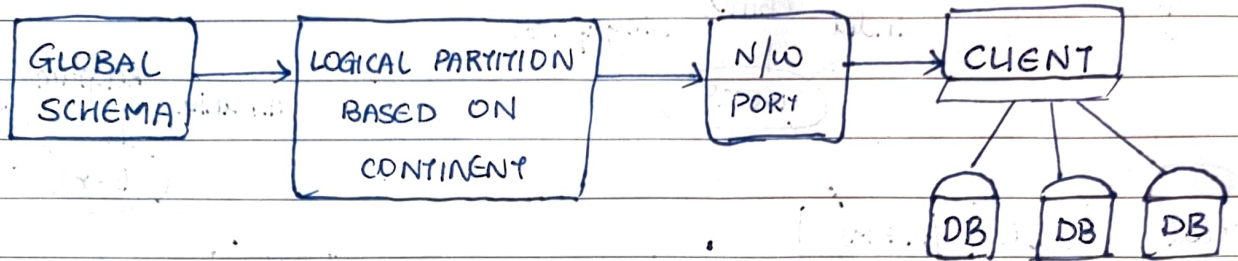 GLOBAL
SCHEMA
LOGICAL PARTITION
BASED ON
CONTINENT
N/W
PORT
CLIENT
DB
DB
DB